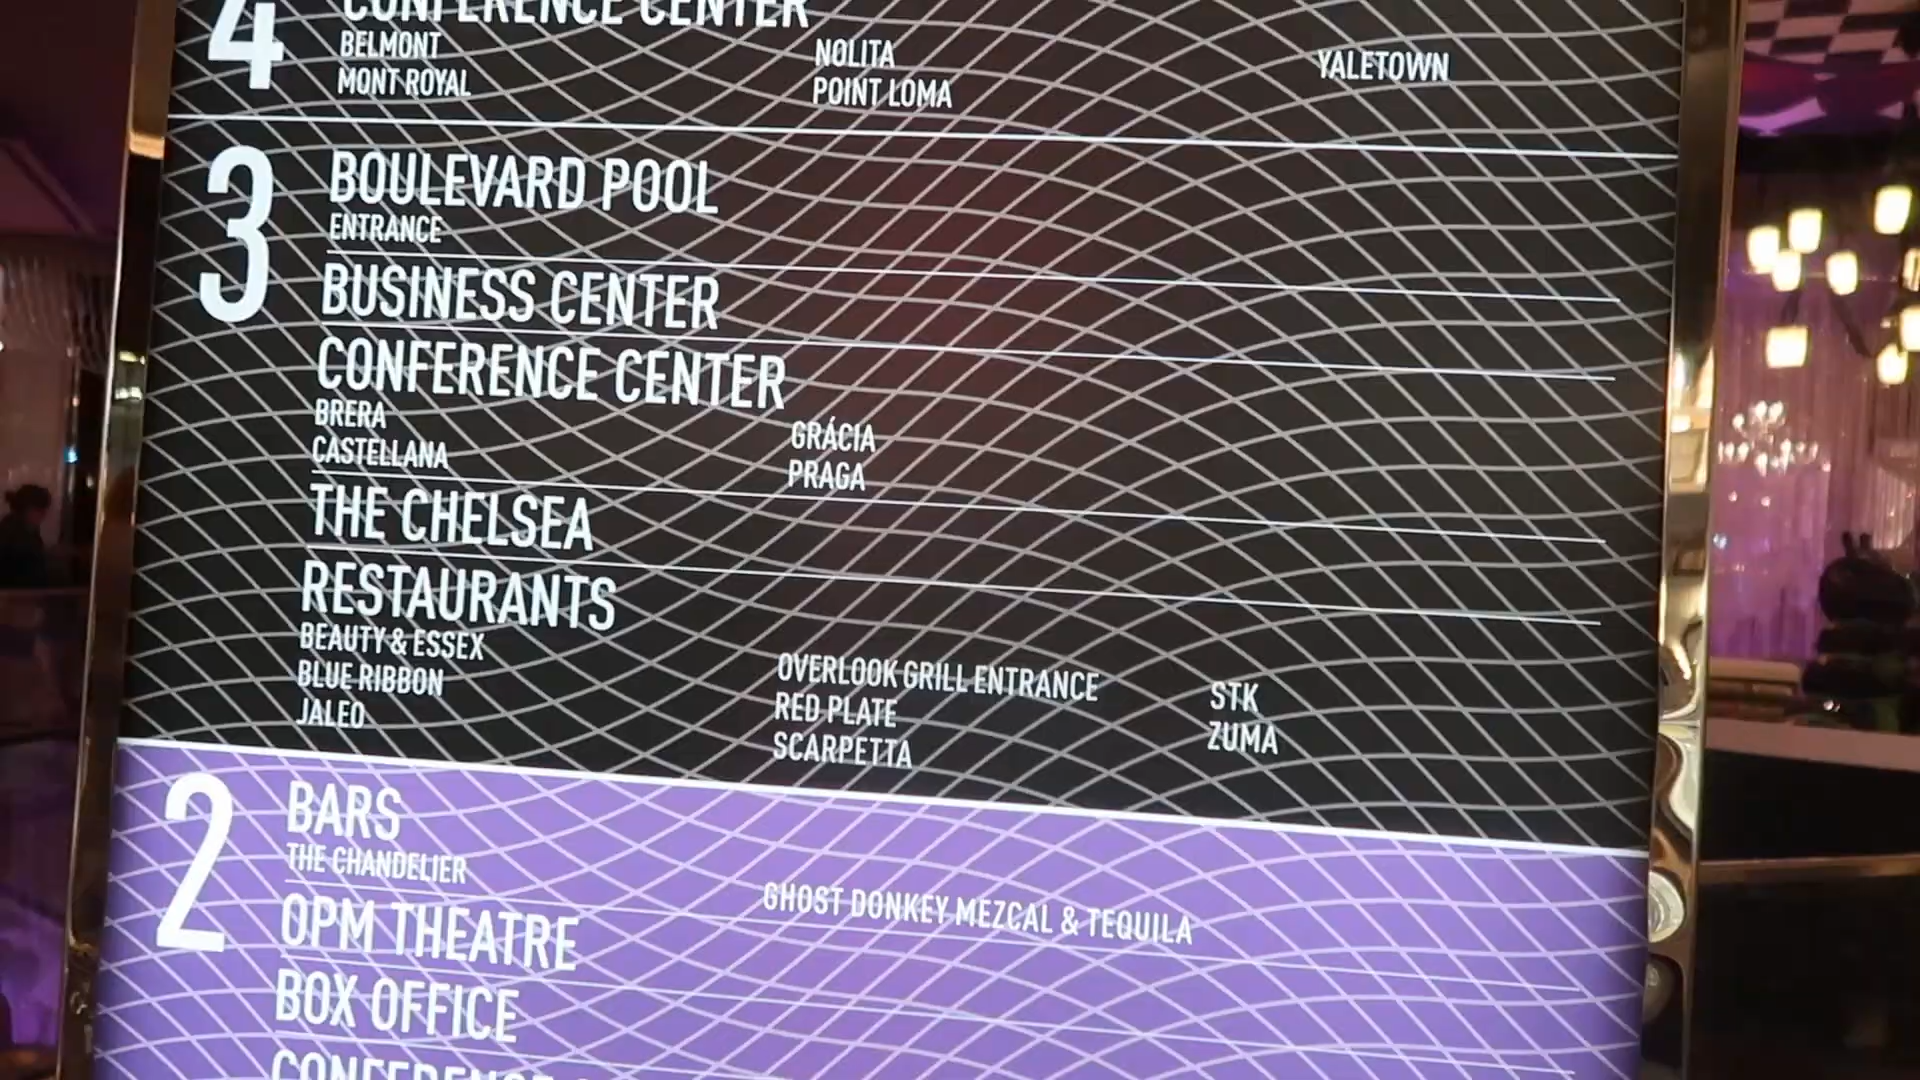 4
CONFERENCE CENTER
BELMONT
MONT ROYAL
NOLITA
POINT LOMA
YALETOWN
3
BOULEVARD POOL
ENTRANCE
BUSINESS CENTER
CONFERENCE CENTER
BRERA
CASTELLANA
GRÁCIA
PRAGA
THE CHELSEA
RESTAURANTS
BEAUTY & ESSEX
BLUE RIBBON
JALEO
OVERLOOK GRILL ENTRANCE
RED PLATE
SCARPETTA
STK
ZUMA
2
BARS
THE CHANDELIER
GHOST DONKEY MEZCAL & TEQUILA
OPM THEATRE
BOX OFFICE
CONFERENCE